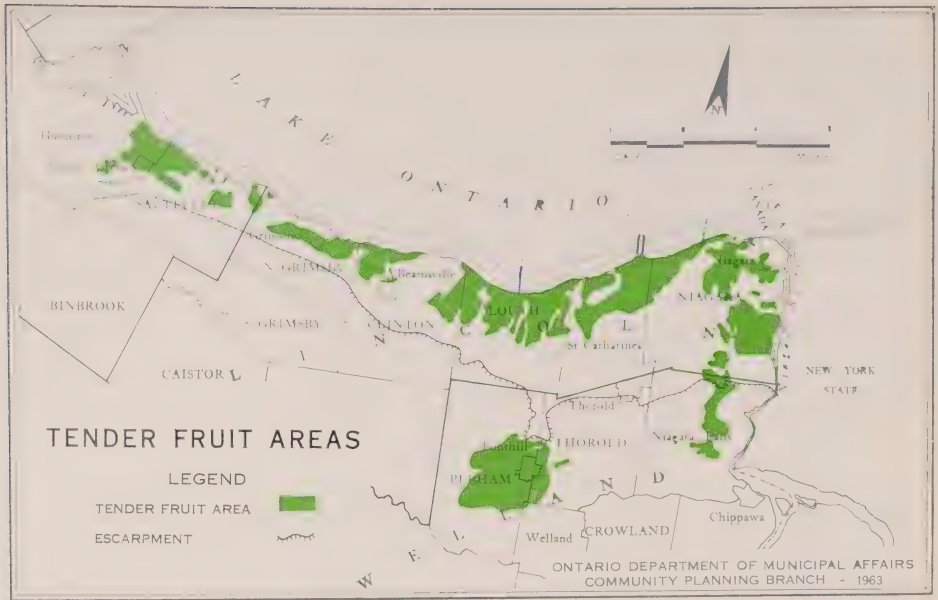 LAKE
ONTARIO
N
SALTFLEET
N. GRIMSBY
Beamsville
Niagara
NIAGARA
BINBROOK
GRIMSBY
CLINTON
LOUTH
LINCOLN
St Catharines
CAISTOR
NEW YORK
STATE
Thorold
TENDER FRUIT AREAS
Fonthill
THOROLD
Niagara Falls
LEGEND
PELHAM
TENDER FRUIT AREA
WELLAND
Chippawa
ESCARPMENT
Welland
CROWLAND
ONTARIO DEPARTMENT OF MUNICIPAL AFFAIRS
COMMUNITY PLANNING BRANCH - 1963